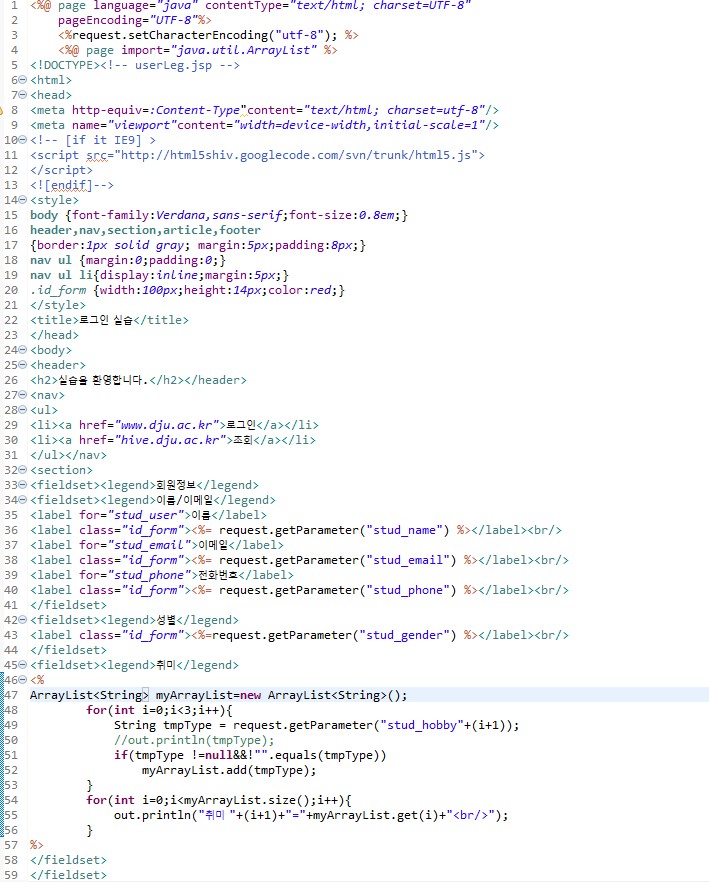 1 <%@ page language="java" contentType="text/html; charset=UTF-8"
2     pageEncoding="UTF-8"%>
3     <%request.setCharacterEncoding("utf-8"); %>
4     <%@ page import="java.util.ArrayList" %>
5 <!DOCTYPE><!-- userLeg.jsp -->
6 <html>
7 <head>
8 <meta http-equiv=:Content-Type"content="text/html; charset=utf-8"/>
9 <meta name="viewport"content="width=device-width,initial-scale=1"/>
10 <!-- [if it IE9] >
11 <script src="http://html5shiv.googlecode.com/svn/trunk/html5.js">
12 </script>
13 <![endif]-->
14 <style>
15 body {font-family:Verdana,sans-serif;font-size:0.8em;}
16 header,nav,section,article,footer
17 {border:1px solid gray; margin:5px;padding:8px;}
18 nav ul {margin:0;padding:0;}
19 nav ul li{display:inline;margin:5px;}
20 .id_form {width:100px;height:14px;color:red;}
21 </style>
22 <title>로그인 실습</title>
23 </head>
24 <body>
25 <header>
26 <h2>실습을 환영합니다.</h2></header>
27 <nav>
28 <ul>
29 <li><a href="www.dju.ac.kr">로그인</a></li>
30 <li><a href="hive.dju.ac.kr">조회</a></li>
31 </ul></nav>
32 <section>
33 <fieldset><legend>회원정보</legend>
34 <fieldset><legend>이름/이메일</legend>
35 <label for="stud_user">이름</label>
36 <label class="id_form"><%= request.getParameter("stud_name") %></label><br/>
37 <label for="stud_email">이메일</label>
38 <label class="id_form"><%= request.getParameter("stud_email") %></label><br/>
39 <label for="stud_phone">전화번호</label>
40 <label class="id_form"><%= request.getParameter("stud_phone") %></label><br/>
41 </fieldset>
42 <fieldset><legend>성별</legend>
43 <label class="id_form"><%=request.getParameter("stud_gender") %></label><br/>
44 </fieldset>
45 <fieldset><legend>취미</legend>
46 <%
47 ArrayList<String> myArrayList=new ArrayList<String>();
48         for(int i=0;i<3;i++){
49             String tmpType = request.getParameter("stud_hobby"+(i+1));
50             //out.println(tmpType);
51             if(tmpType !=null&&!"".equals(tmpType))
52                 myArrayList.add(tmpType);
53         }
54         for(int i=0;i<myArrayList.size();i++){
55             out.println("취미 "+(i+1)+"="+myArrayList.get(i)+"<br/>");
56         }
57 %>
58 </fieldset>
59 </fieldset>